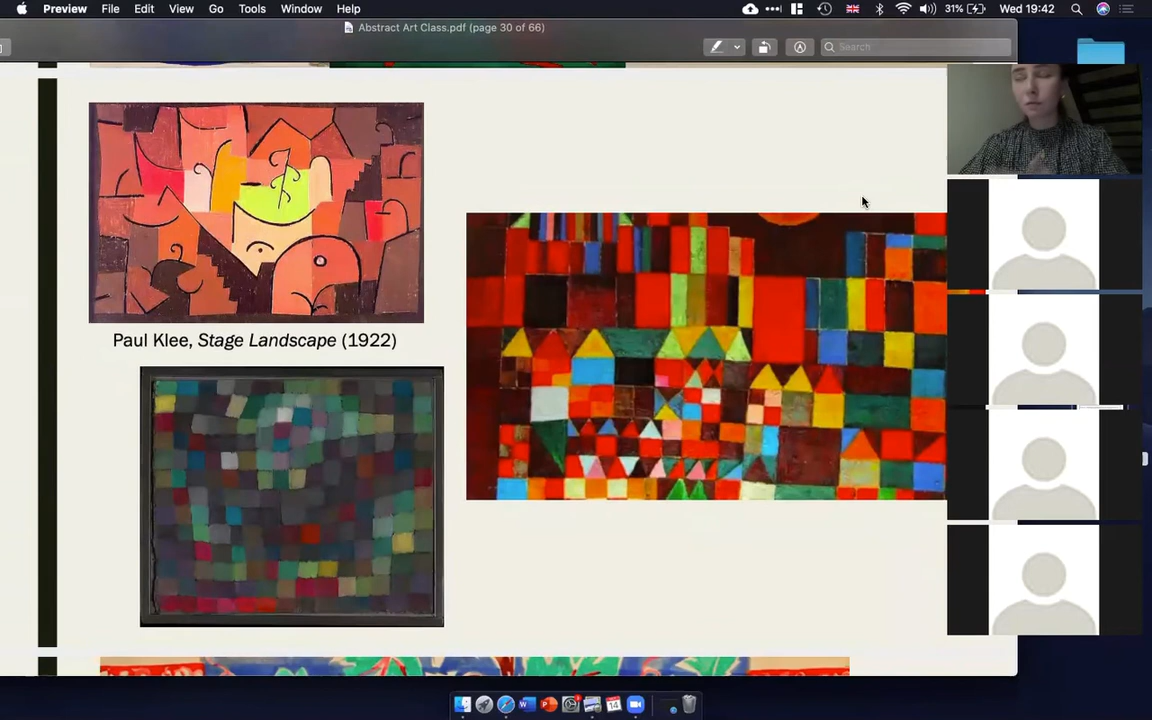 Preview File Edit View Go Tools Window Help 31% Wed 19:42
Abstract Art Class.pdf (page 30 of 66)
Search
Paul Klee, Stage Landscape (1922)
14